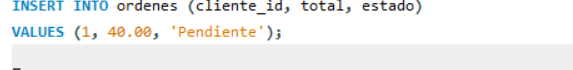 INSERT INTO ordenes (cliente_id, total, estado)
VALUES (1, 40.00, 'Pendiente');